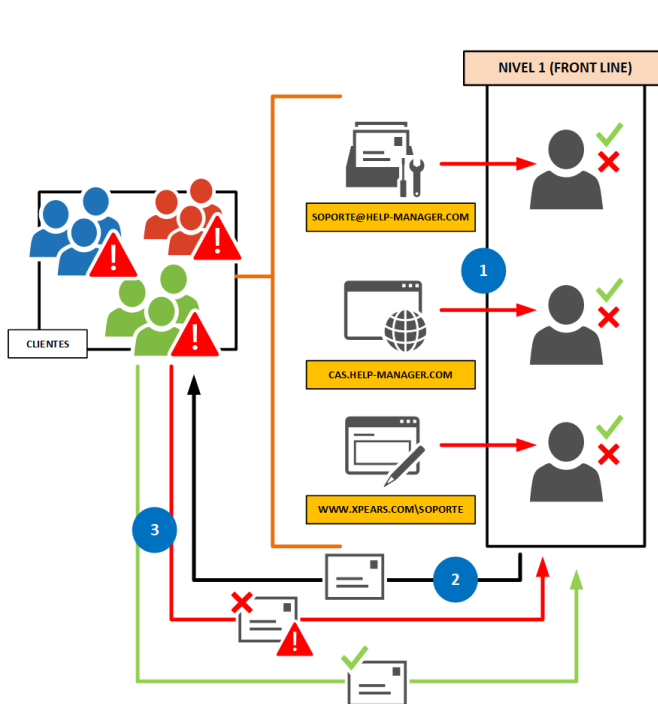 NIVEL 1 (FRONT LINE)
SOPORTE@HELP-MANAGER.COM
1
CLIENTES
CAS.HELP-MANAGER.COM
WWW.XPEARS.COM\SOPORTE
3
2